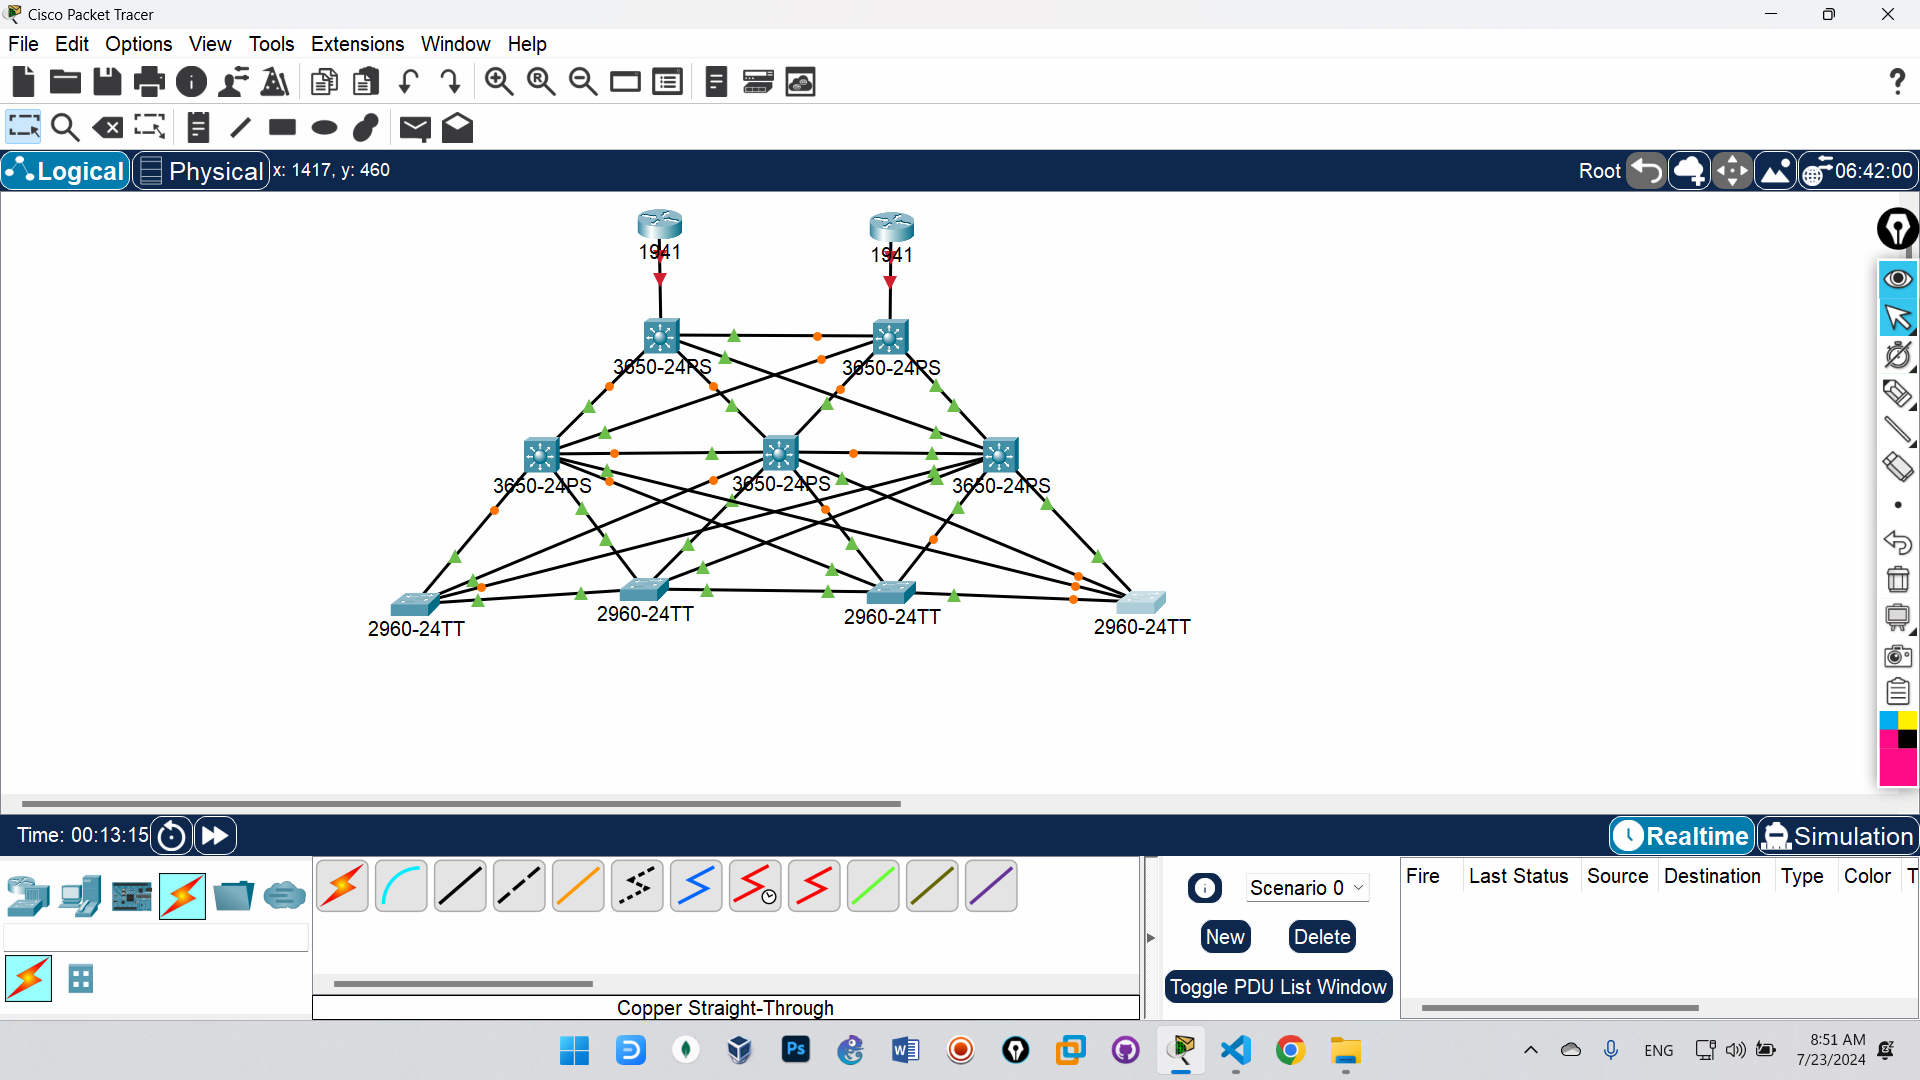 Cisco Packet Tracer
File Edit Options View Tools Extensions Window Help
Logical Physical x: 1417, y: 460 Root 06:42:00
1941 1941
3650-24PS 3650-24PS
3650-24PS 3650-24PS 3650-24PS
2960-24TT 2960-24TT 2960-24TT 2960-24TT
Time: 00:13:15 Realtime Simulation
Scenario 0
New Delete
Toggle PDU List Window
Fire Last Status Source Destination Type Color T
Copper Straight-Through
Ps
ENG
8:51 AM
7/23/2024